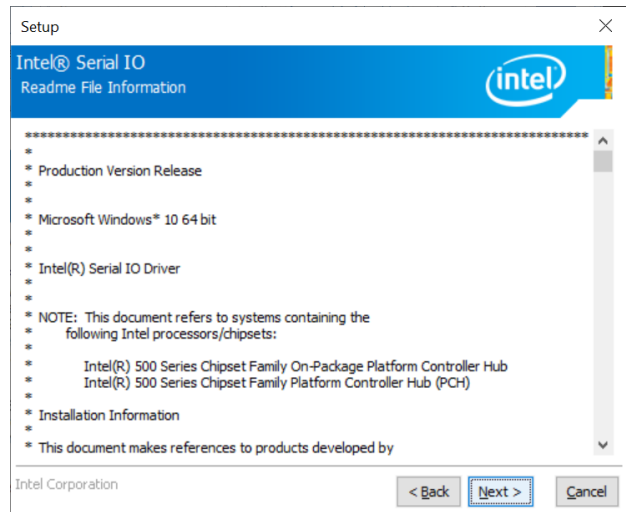 Setup
Intel® Serial IO
Readme File Information
intel
***************************************************************************
*
* Production Version Release
*
*
* Microsoft Windows* 10 64 bit
*
*
* Intel(R) Serial IO Driver
*
*
* NOTE:  This document refers to systems containing the
*       following Intel processors/chipsets:
*
*          Intel(R) 500 Series Chipset Family On-Package Platform Controller Hub
*          Intel(R) 500 Series Chipset Family Platform Controller Hub (PCH)
*
* Installation Information
*
* This document makes references to products developed by
Intel Corporation
< Back
Next >
Cancel